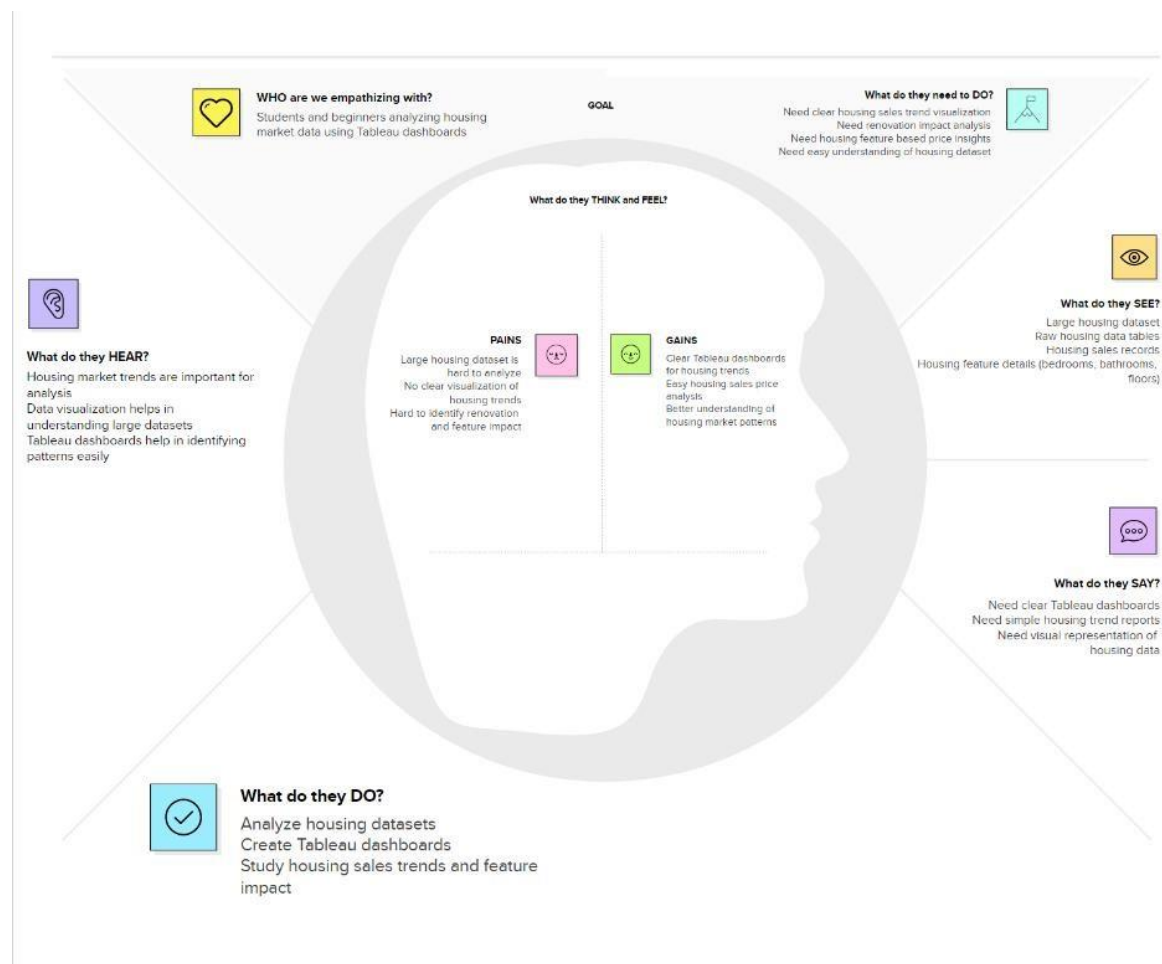 WHO are we empathizing with?
Students and beginners analyzing housing
market data using Tableau dashboards
GOAL
What do they need to DO?
Need clear housing sales trend visualization
Need renovation impact analysis
Need housing feature based price insights
Need easy understanding of housing dataset
What do they THINK and FEEL?
What do they SEE?
Large housing dataset
Raw housing data tables
Housing sales records
Housing feature details (bedrooms, bathrooms,
floors)
What do they HEAR?
Housing market trends are important for
analysis
Data visualization helps in
understanding large datasets
Tableau dashboards help in identifying
patterns easily
PAINS
Large housing dataset is
hard to analyze
No clear visualization of
housing trends
Hard to identify renovation
and feature impact
GAINS
Clear Tableau dashboards
for housing trends
Easy housing sales price
analysis
Better understanding of
housing market patterns
What do they SAY?
Need clear Tableau dashboards
Need simple housing trend reports
Need visual representation of
housing data
What do they DO?
Analyze housing datasets
Create Tableau dashboards
Study housing sales trends and feature
impact